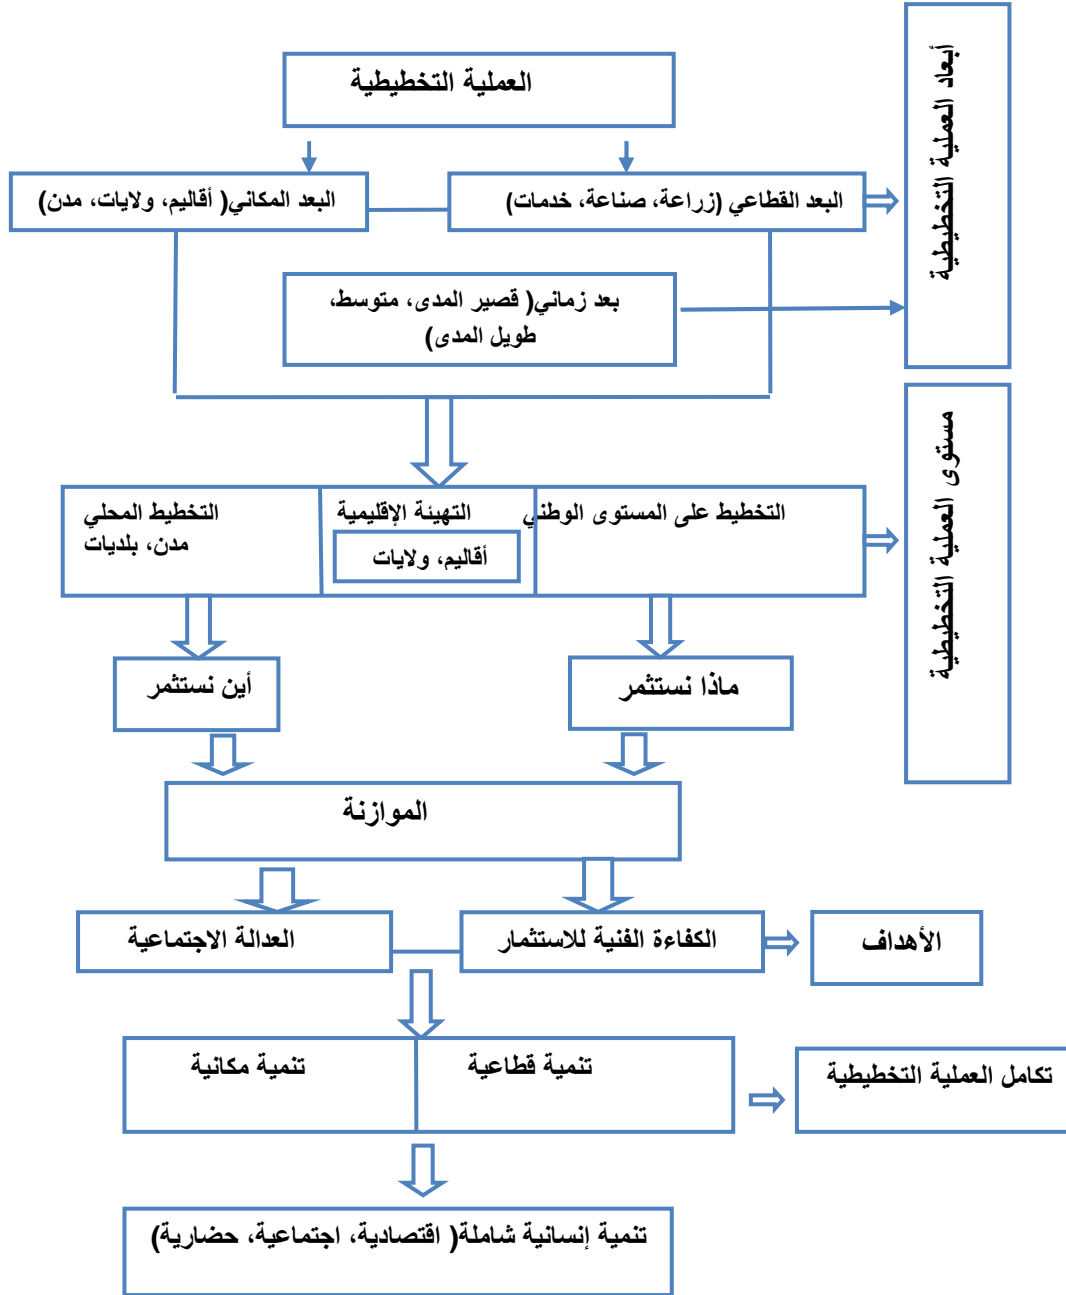 العملية التخطيطية
أبعاد العملية التخطيطية
البعد القطاعي (زراعة، صناعة، خدمات)
البعد المكاني( أقاليم، ولايات، مدن)
بعد زماني( قصير المدى، متوسط،
طويل المدى)
مستوى العملية التخطيطية
التخطيط على المستوى الوطني
التهيئة الإقليمية
أقاليم، ولايات
التخطيط المحلي
مدن، بلديات
ماذا نستثمر
أين نستثمر
الموازنة
الأهداف
الكفاءة الفنية للاستثمار
العدالة الاجتماعية
تكامل العملية التخطيطية
تنمية قطاعية
تنمية مكانية
تنمية إنسانية شاملة( اقتصادية، اجتماعية، حضارية)